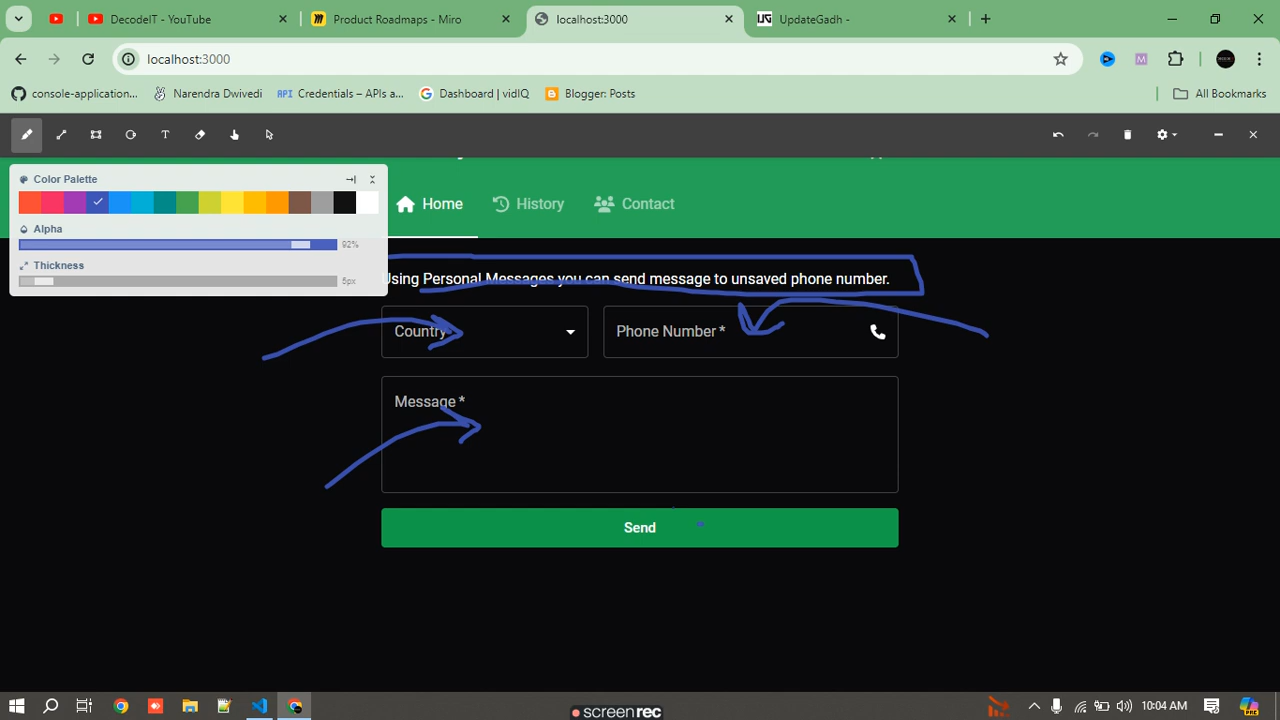 DecodeIT - YouTube
Product Roadmaps - Miro
localhost:3000
UpdateGadh -
localhost:3000
console-application...
Narendra Dwivedi
API Credentials – APIs a...
Dashboard | vidIQ
Blogger: Posts
All Bookmarks
T
Color Palette
Alpha
92%
Thickness
5px
Home
History
Contact
Using Personal Messages you can send message to unsaved phone number.
Country
Phone Number *
Message *
Send
10:04 AM
screenrec